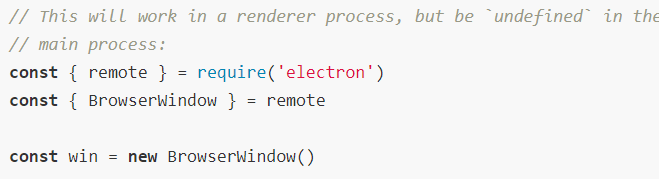 // This will work in a renderer process, but be `undefined` in the
// main process:
const { remote } = require('electron')
const { BrowserWindow } = remote
const win = new BrowserWindow()